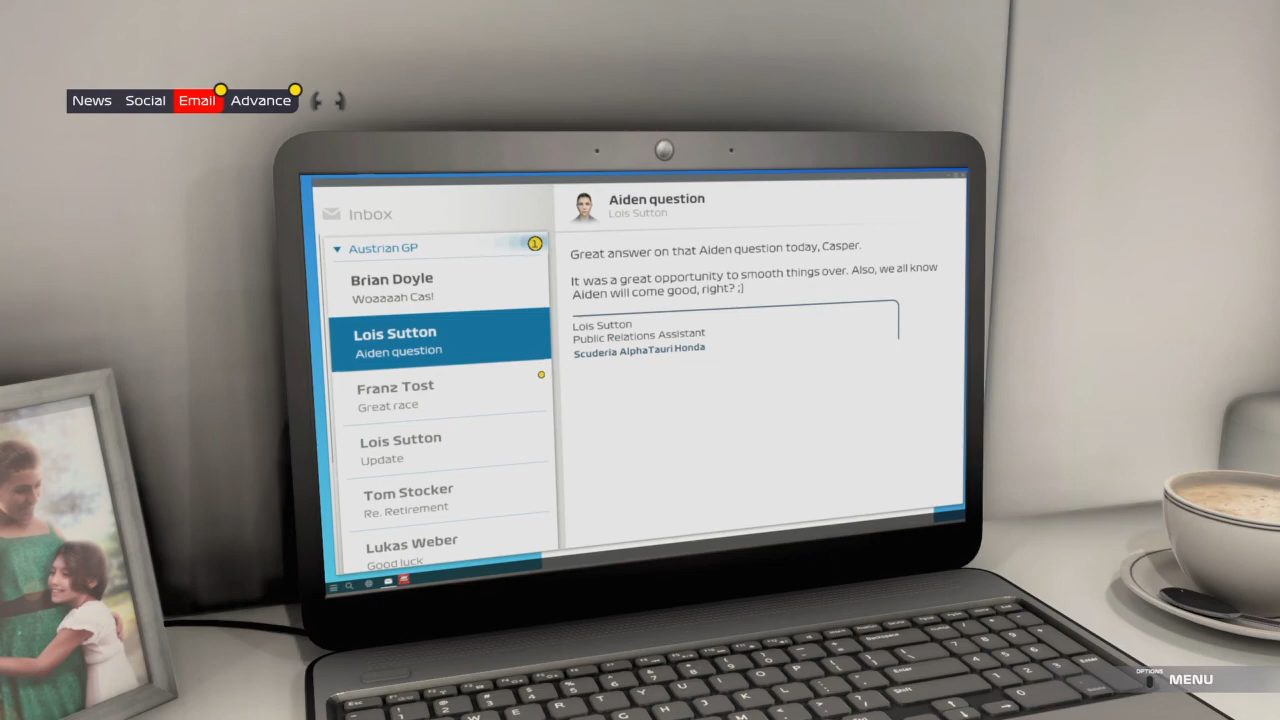 News Social Email Advance
Inbox
Austrian GP
1
Brian Doyle
Woaaaah Cas!
Lois Sutton
Aiden question
Franz Tost
Great race
Lois Sutton
Update
Tom Stocker
Re. Retirement
Lukas Weber
Good luck
Aiden question
Lois Sutton
Great answer on that Aiden question today, Casper.
It was a great opportunity to smooth things over. Also, we all know
Aiden will come good, right? ;]
Lois Sutton
Public Relations Assistant
Scuderia AlphaTauri Honda
OPTIONS
MENU